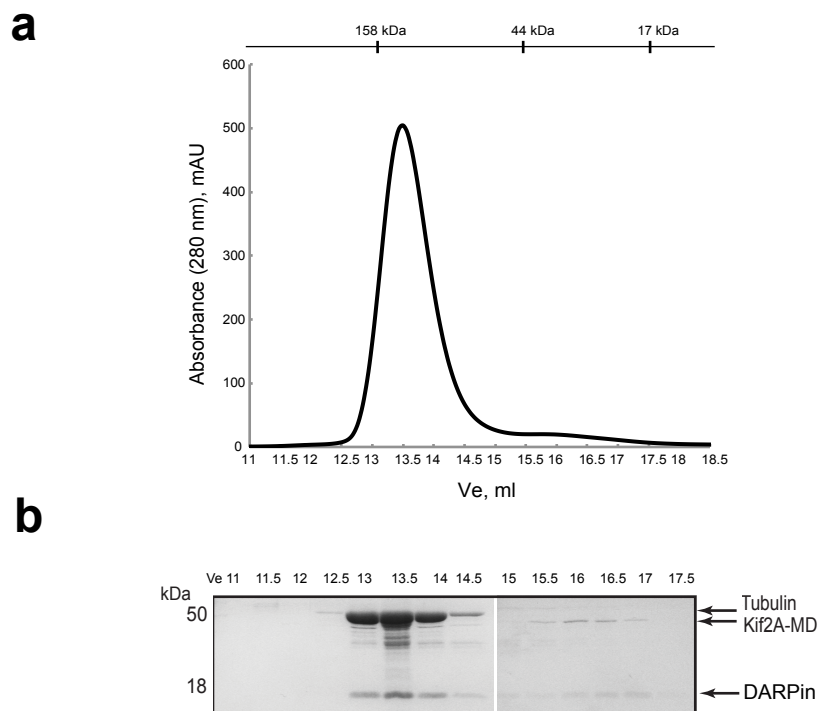 a
158 kDa 44 kDa 17 kDa
600
500
400
300
200
100
0
Absorbance (280 nm), mAU
11 11.5 12 12.5 13 13.5 14 14.5 15 15.5 16 16.5 17 17.5 18 18.5
Ve, ml
b
Ve 11 11.5 12 12.5 13 13.5 14 14.5 15 15.5 16 16.5 17 17.5
kDa
50
18
Tubulin
Kif2A-MD
DARPin